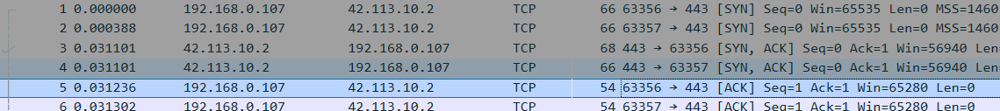 1 0.000000 192.168.0.107 42.113.10.2 TCP 66 63356 → 443 [SYN] Seq=0 Win=65535 Len=0 MSS=1460
2 0.000388 192.168.0.107 42.113.10.2 TCP 66 63357 → 443 [SYN] Seq=0 Win=65535 Len=0 MSS=1460
3 0.031101 42.113.10.2 192.168.0.107 TCP 68 443 → 63356 [SYN, ACK] Seq=0 Ack=1 Win=56940 Len=
4 0.031101 42.113.10.2 192.168.0.107 TCP 66 443 → 63357 [SYN, ACK] Seq=0 Ack=1 Win=56940 Len=
5 0.031236 192.168.0.107 42.113.10.2 TCP 54 63356 → 443 [ACK] Seq=1 Ack=1 Win=65280 Len=0
6 0.031302 192.168.0.107 42.113.10.2 TCP 54 63357 → 443 [ACK] Seq=1 Ack=1 Win=65280 Len=0